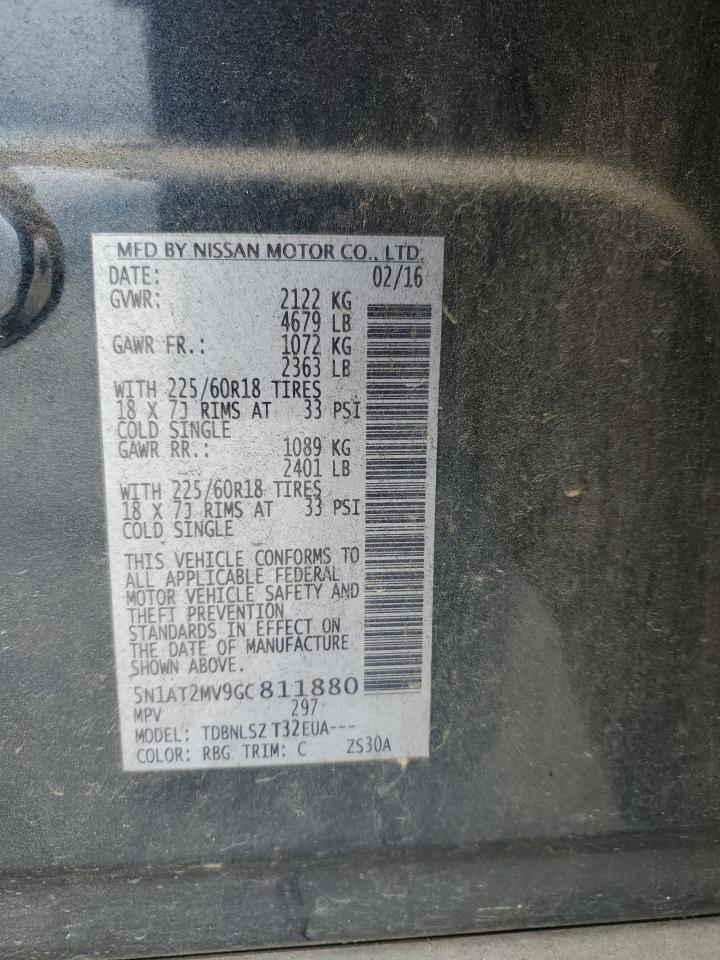 MFD BY NISSAN MOTOR CO., LTD.
DATE: 02/16
GVWR: 2122 KG
4679 LB
GAWR FR.: 1072 KG
2363 LB
WITH 225/60R18 TIRES
18 X 7J RIMS AT 33 PSI
COLD SINGLE
GAWR RR.: 1089 KG
2401 LB
WITH 225/60R18 TIRES
18 X 7J RIMS AT 33 PSI
COLD SINGLE
THIS VEHICLE CONFORMS TO
ALL APPLICABLE FEDERAL
MOTOR VEHICLE SAFETY AND
THEFT PREVENTION
STANDARDS IN EFFECT ON
THE DATE OF MANUFACTURE
SHOWN ABOVE.
5N1AT2MV9GC811880
MPV 297
MODEL: TDBNLSZ T32EUA---
COLOR: RBG TRIM: C ZS30A